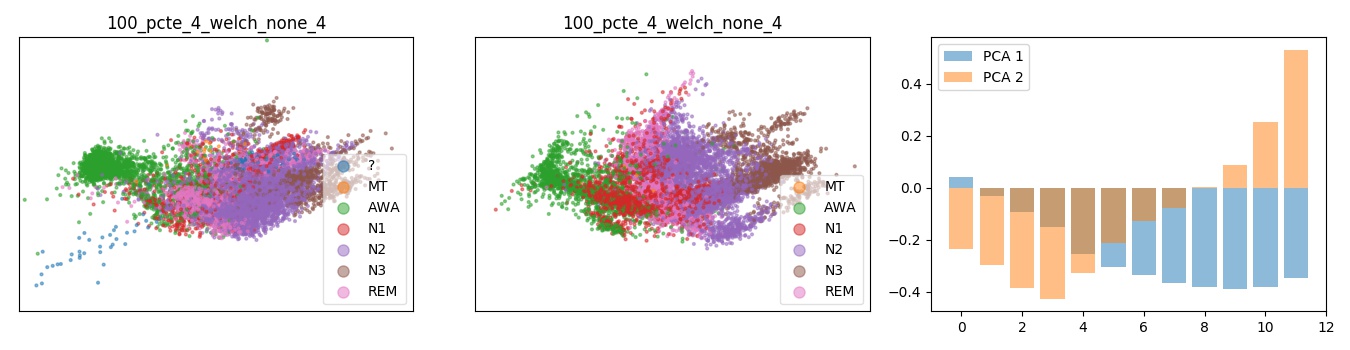 100_pcte_4_welch_none_4
?
MT
AWA
N1
N2
N3
REM
100_pcte_4_welch_none_4
MT
AWA
N1
N2
N3
REM
PCA 1
PCA 2
0.4
0.2
0.0
−0.2
−0.4
0 2 4 6 8 10 12